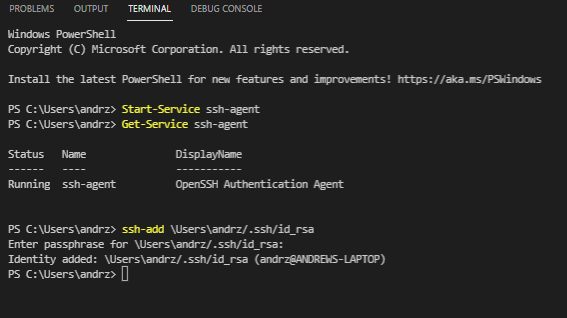 PROBLEMS OUTPUT TERMINAL DEBUG CONSOLE
Windows PowerShell
Copyright (C) Microsoft Corporation. All rights reserved.
Install the latest PowerShell for new features and improvements! https://aka.ms/PSWindows
PS C:\Users\andrz> Start-Service ssh-agent
PS C:\Users\andrz> Get-Service ssh-agent
Status Name DisplayName
------ ---- -----------
Running ssh-agent OpenSSH Authentication Agent
PS C:\Users\andrz> ssh-add \Users\andrz/.ssh/id_rsa
Enter passphrase for \Users\andrz/.ssh/id_rsa:
Identity added: \Users\andrz/.ssh/id_rsa (andrz@ANDREWS-LAPTOP)
PS C:\Users\andrz>